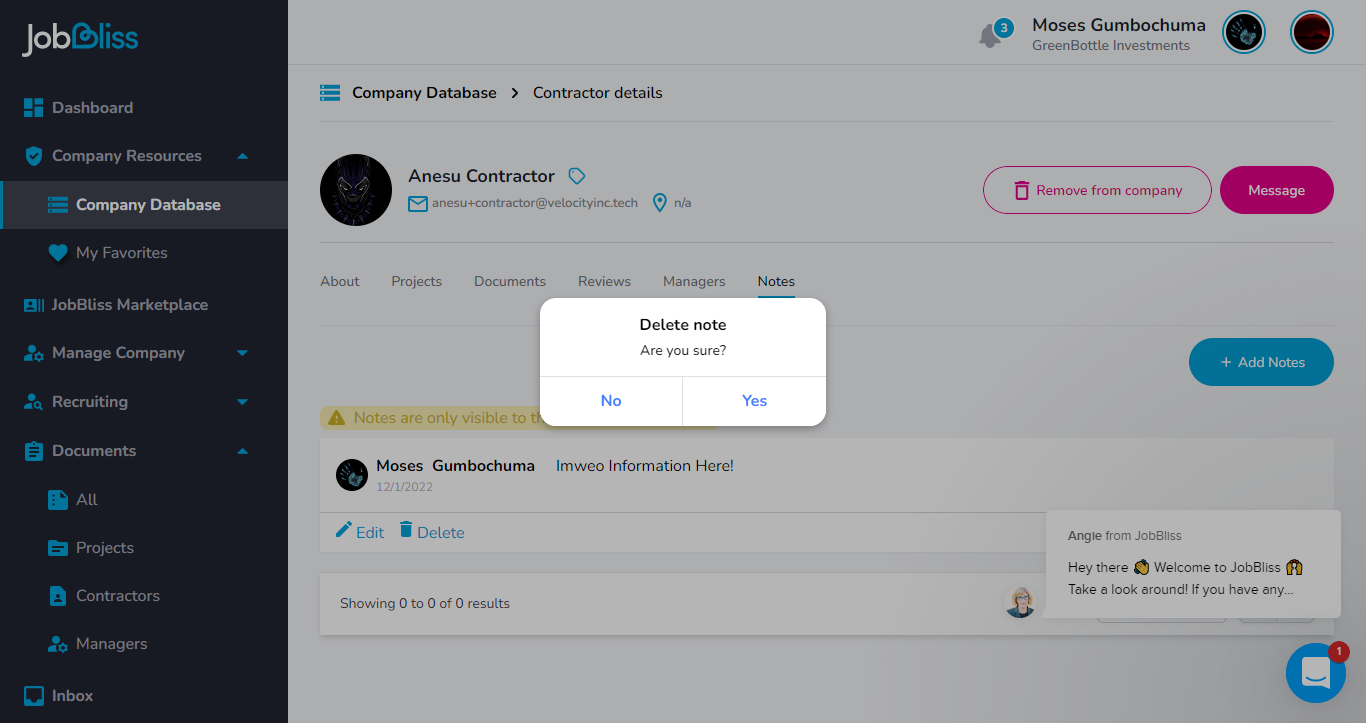 JobBliss
Dashboard
Company Resources
Company Database
My Favorites
JobBliss Marketplace
Manage Company
Recruiting
Documents
All
Projects
Contractors
Managers
Inbox
3
Moses Gumbochuma
GreenBottle Investments
Company Database > Contractor details
Anesu Contractor
anesu+contractor@velocityinc.tech n/a
Remove from company
Message
About Projects Documents Reviews Managers Notes
Delete note
Are you sure?
No Yes
+ Add Notes
Notes are only visible to
Moses Gumbochuma Imweo Information Here!
12/1/2022
Edit Delete
Showing 0 to 0 of 0 results
Angie from JobBliss
Hey there 👏 Welcome to JobBliss 🙌
Take a look around! If you have any...
1